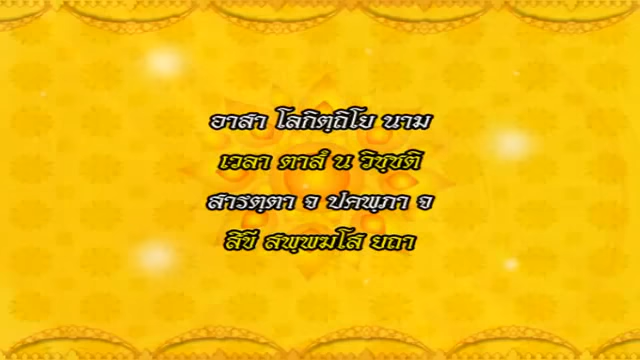 อาสา โลกิตฺถิโย นาม
เวลา ตาสํ น วิชฺชติ
สารตฺตา จ ปคพฺภา จ
สิขี สพฺพฆโส ยถา